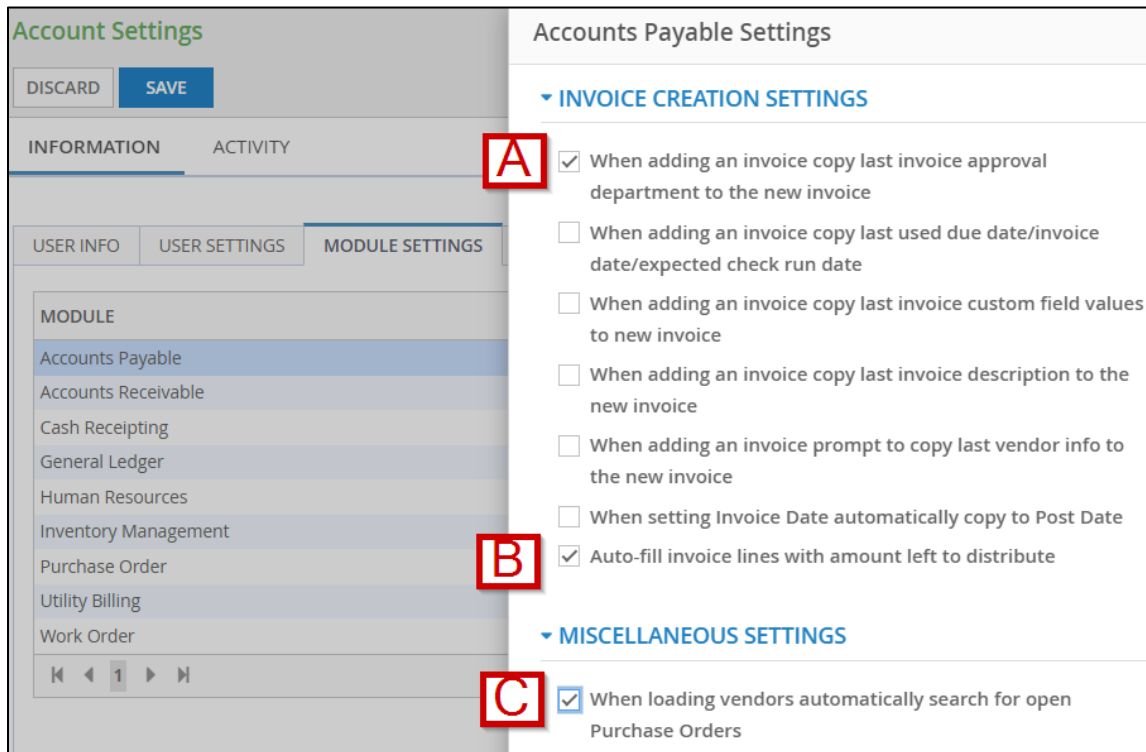 Account Settings
DISCARD
SAVE
INFORMATION
ACTIVITY
USER INFO
USER SETTINGS
MODULE SETTINGS
MODULE
Accounts Payable
Accounts Receivable
Cash Receipting
General Ledger
Human Resources
Inventory Management
Purchase Order
Utility Billing
Work Order
1
Accounts Payable Settings
INVOICE CREATION SETTINGS
A
When adding an invoice copy last invoice approval
department to the new invoice
When adding an invoice copy last used due date/invoice
date/expected check run date
When adding an invoice copy last invoice custom field values
to new invoice
When adding an invoice copy last invoice description to the
new invoice
When adding an invoice prompt to copy last vendor info to
the new invoice
When setting Invoice Date automatically copy to Post Date
B
Auto-fill invoice lines with amount left to distribute
MISCELLANEOUS SETTINGS
C
When loading vendors automatically search for open
Purchase Orders